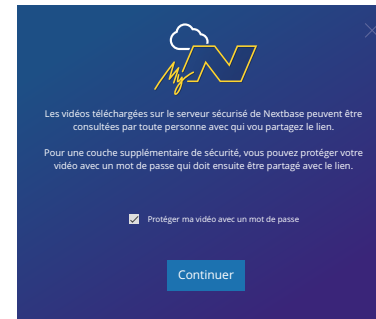 My N
Les vidéos téléchargées sur le serveur sécurisé de Nextbase peuvent être
consultées par toute personne avec qui vou partagez le lien.
Pour une couche supplémentaire de sécurité, vous pouvez protéger votre
vidéo avec un mot de passe qui doit ensuite être partagé avec le lien.
Protéger ma vidéo avec un mot de passe
Continuer